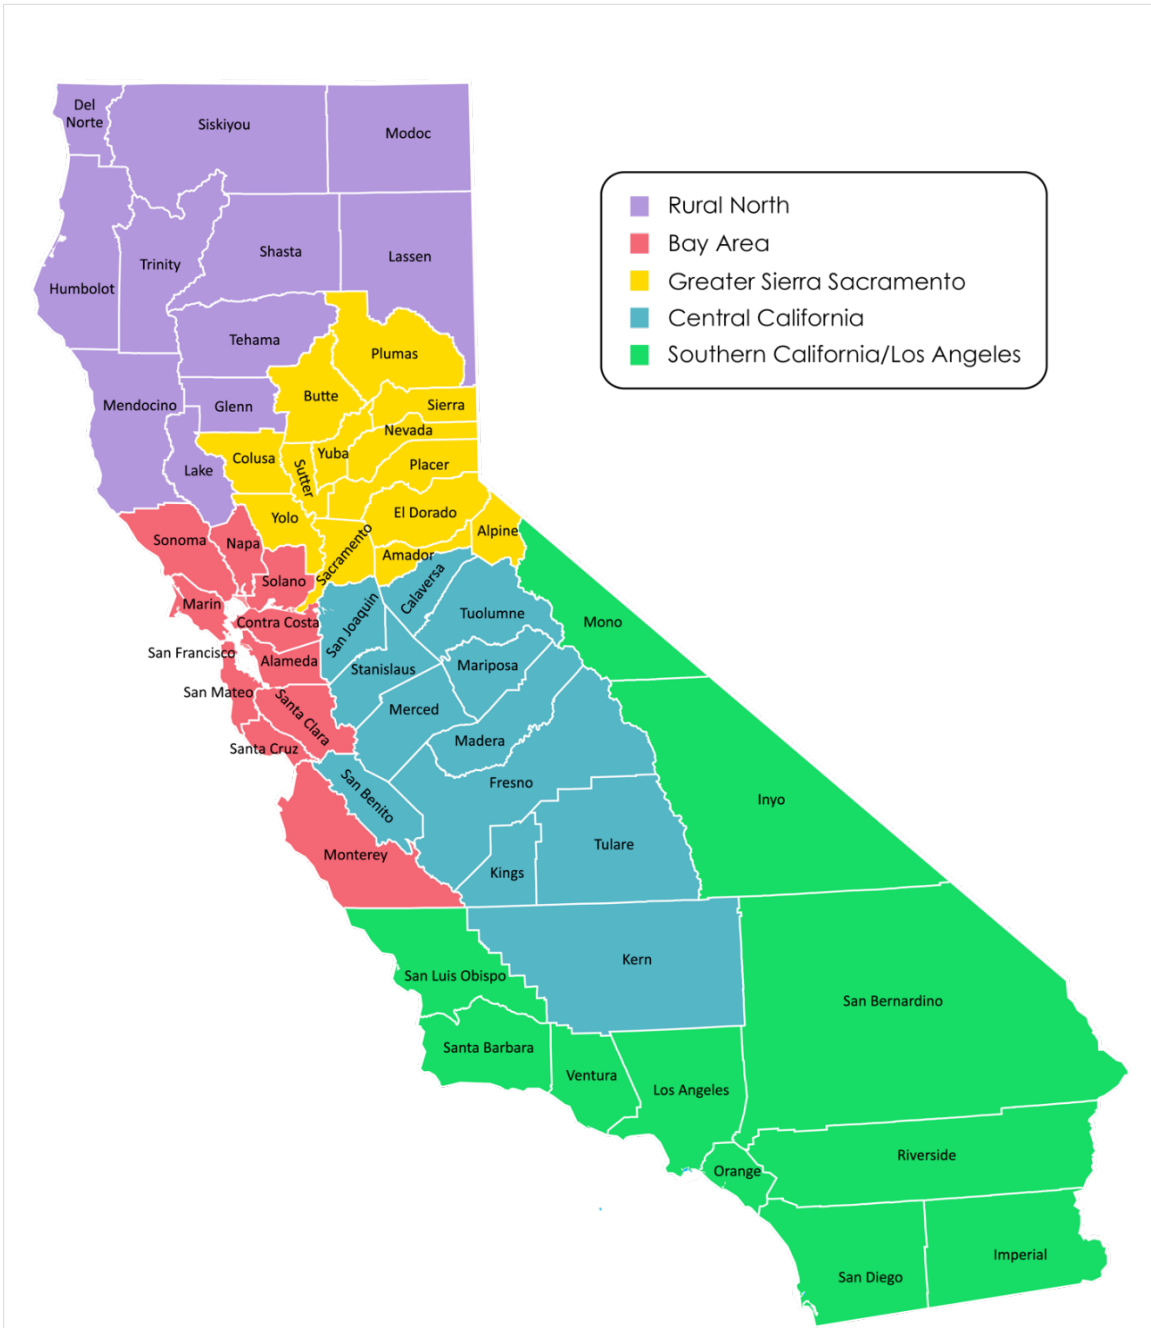 Del
Norte
Siskiyou
Modoc
Rural North
Bay Area
Greater Sierra Sacramento
Central California
Southern California/Los Angeles
Humbolot
Trinity
Shasta
Lassen
Tehama
Plumas
Mendocino
Glenn
Butte
Sierra
Nevada
Lake
Colusa
Sutter
Yuba
Placer
Yolo
El Dorado
Sacramento
Alpine
Amador
Sonoma
Napa
Solano
Marin
Contra Costa
San Joaquin
Calaversa
Tuolumne
Mono
San Francisco
Alameda
Stanislaus
Mariposa
San Mateo
Santa Clara
Merced
Santa Cruz
Madera
San Benito
Fresno
Inyo
Monterey
Kings
Tulare
San Luis Obispo
Kern
San Bernardino
Santa Barbara
Ventura
Los Angeles
Orange
Riverside
San Diego
Imperial